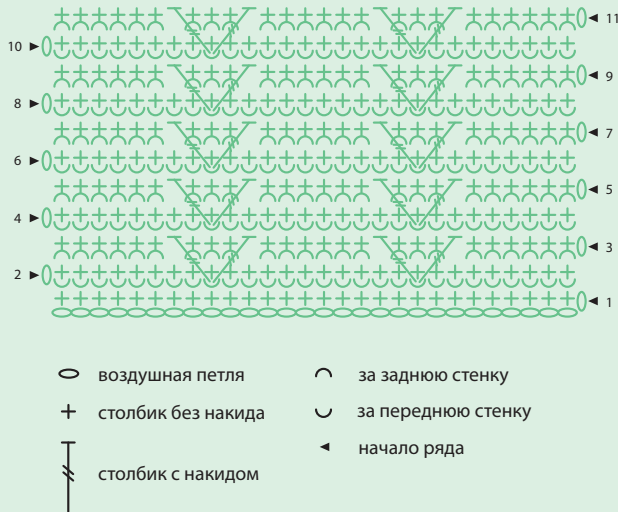 11
10
9
8
7
6
5
4
3
2
1
воздушная петля
за заднюю стенку
столбик без накида
за переднюю стенку
начало ряда
столбик с накидом